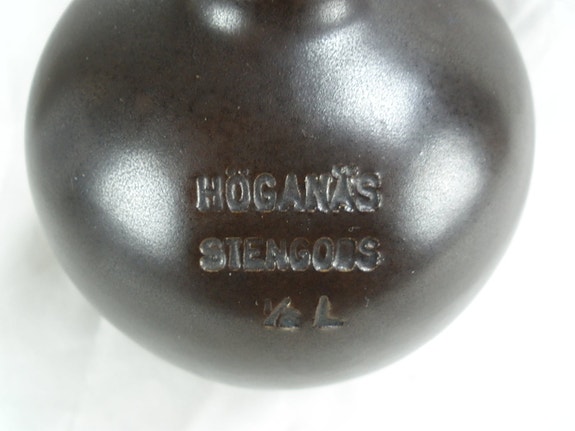 HÖGANÄS
STENGODS
½ L